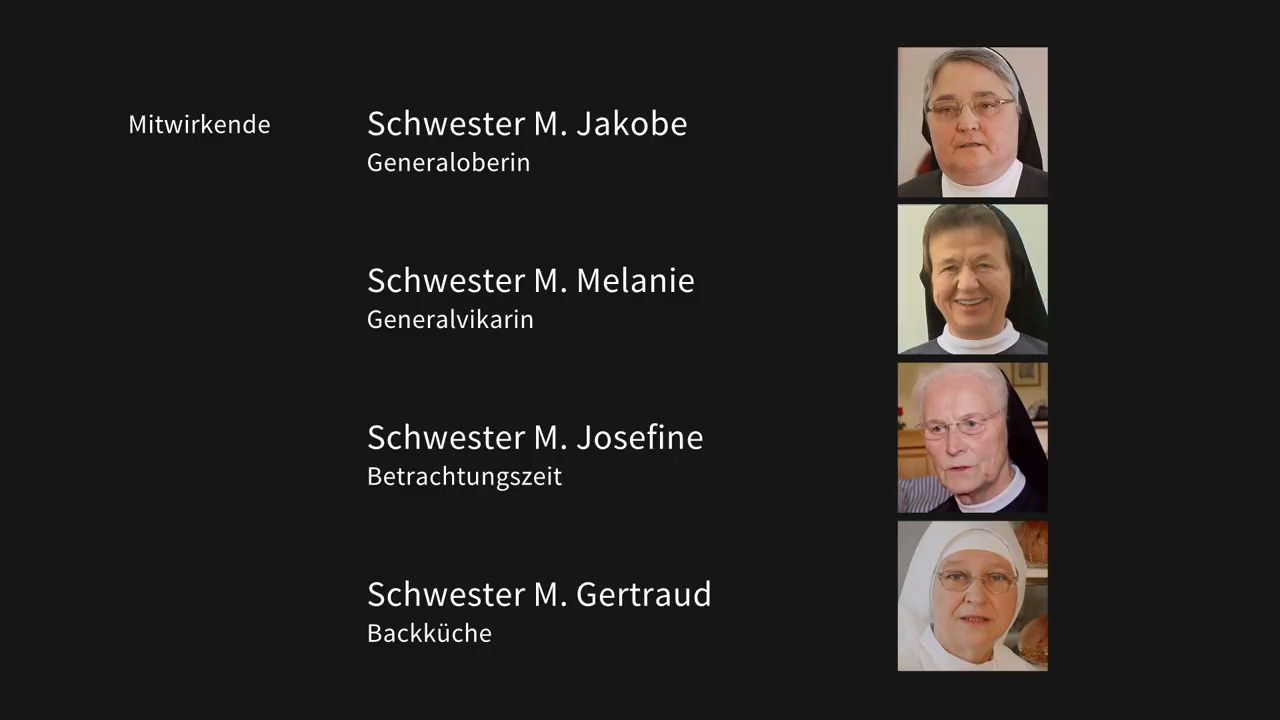 Mitwirkende
Schwester M. Jakobe
Generaloberin
Schwester M. Melanie
Generalvikarin
Schwester M. Josefine
Betrachtungszeit
Schwester M. Gertraud
Backküche